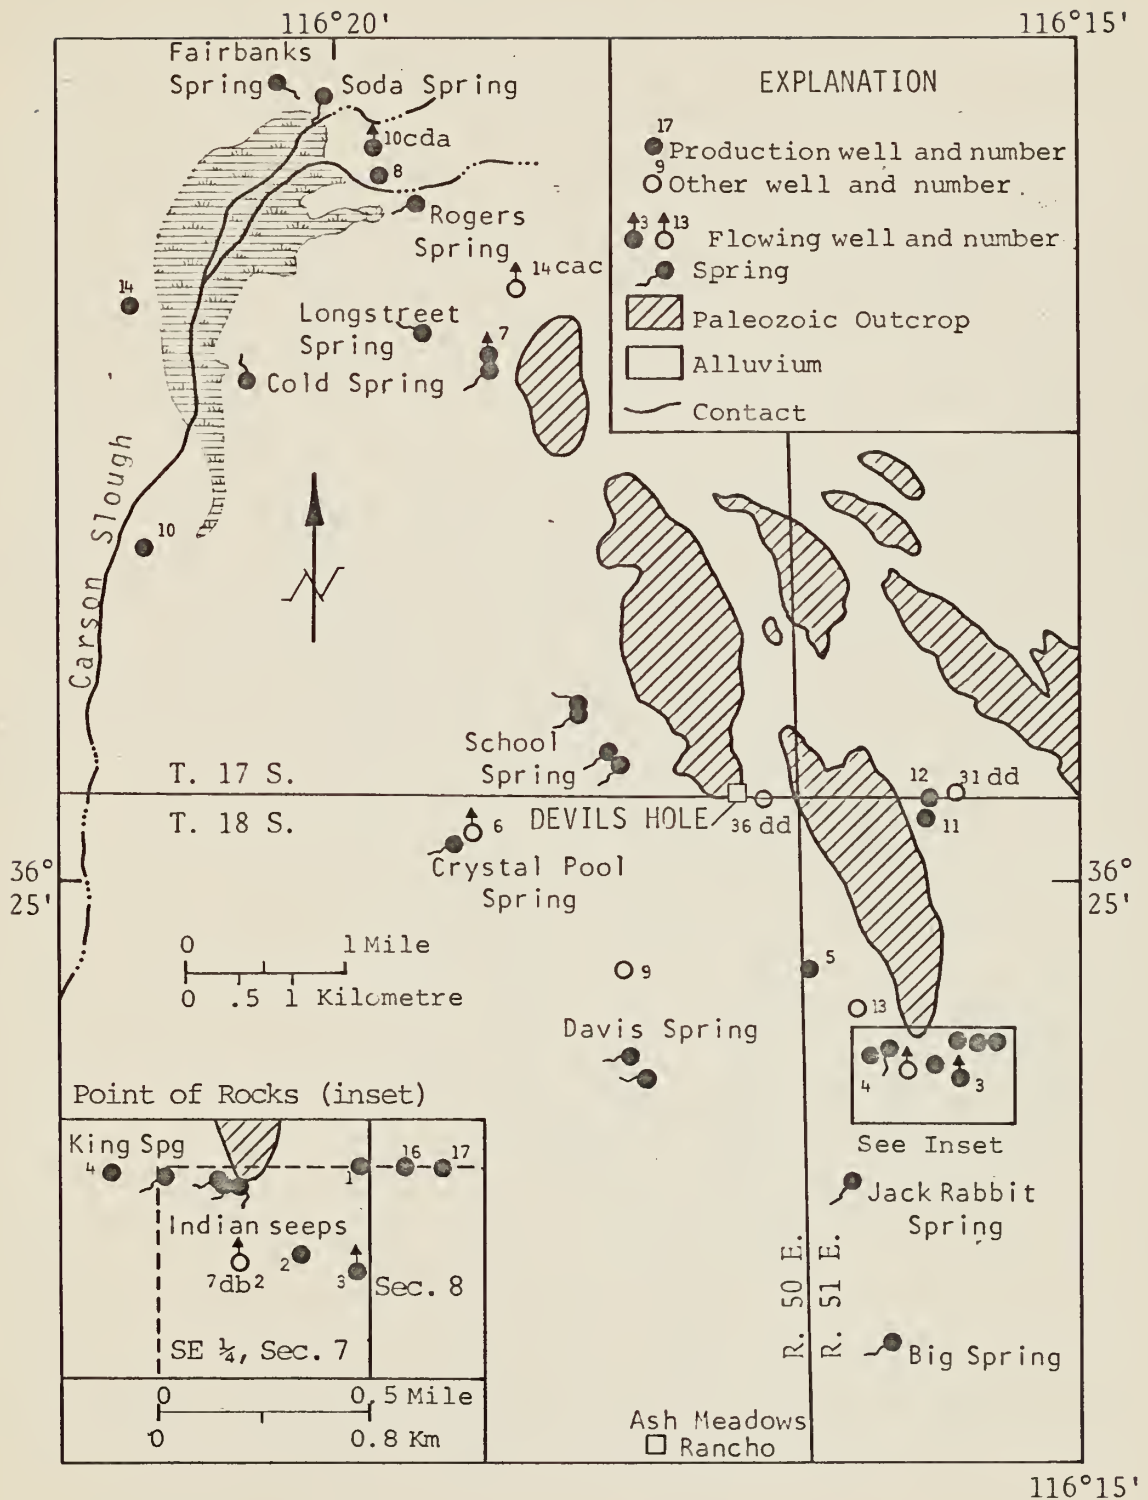 116°20'
116°15'
Fairbanks
Spring
Soda Spring
10cda
8
Rogers
Spring
14cac
14
Longstreet
Spring
7
Cold Spring
Carson Slough
10
N
EXPLANATION
17
Production well and number
9
Other well and number
3
13
Flowing well and number
Spring
Paleozoic Outcrop
Alluvium
Contact
School
Spring
T. 17 S.
T. 18 S.
6
DEVILS HOLE
36 dd
12
31 dd
11
Crystal Pool
Spring
36°
25'
36°
25'
0 1 Mile
0 .5 1 Kilometre
9
5
13
Davis Spring
4
3
See Inset
Jack Rabbit
Spring
R. 50 E.
R. 51 E.
Big Spring
Ash Meadows
Rancho
Point of Rocks (inset)
King Spg
4
1
16
17
Indian seeps
7db2
2
3
Sec. 8
SE ¼, Sec. 7
0 0.5 Mile
0 0.8 Km
116°15'